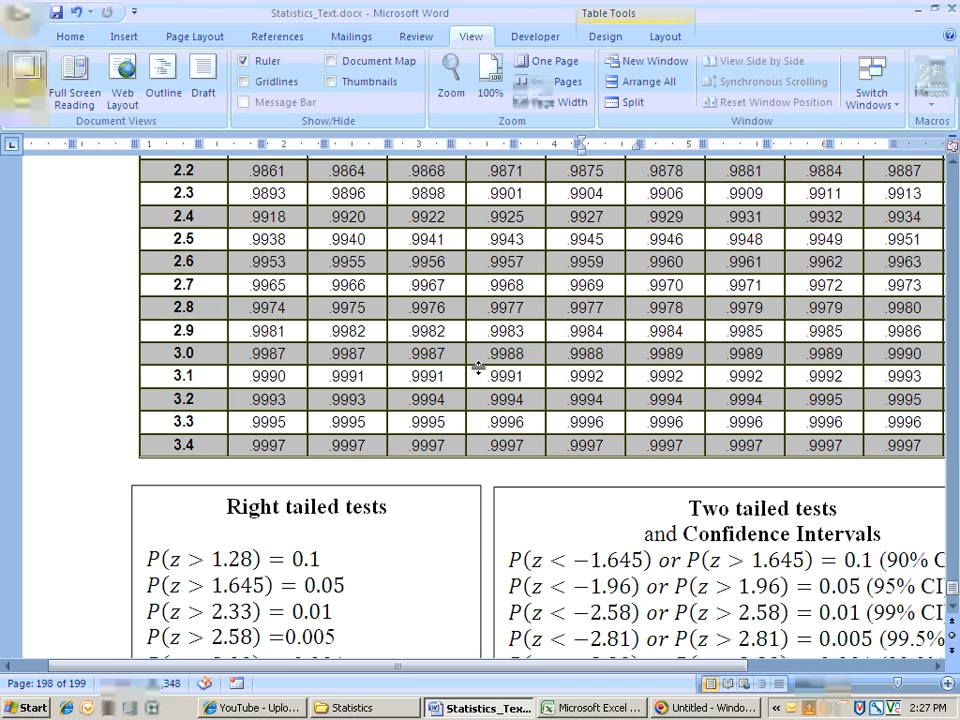 Statistics_Text.docx - Microsoft Word
Table Tools
Home Insert Page Layout References Mailings Review View Developer Design Layout
Ruler Document Map One Page New Window View Side by Side
Gridlines Thumbnails Pages Arrange All Synchronous Scrolling
Message Bar Width Split Reset Window Position
Full Screen Reading Web Layout Outline Draft Zoom 100% Switch Windows Macros
Document Views Show/Hide Zoom Window Macros
1 2 3 4 5 6
2.2 .9861 .9864 .9868 .9871 .9875 .9878 .9881 .9884 .9887
2.3 .9893 .9896 .9898 .9901 .9904 .9906 .9909 .9911 .9913
2.4 .9918 .9920 .9922 .9925 .9927 .9929 .9931 .9932 .9934
2.5 .9938 .9940 .9941 .9943 .9945 .9946 .9948 .9949 .9951
2.6 .9953 .9955 .9956 .9957 .9959 .9960 .9961 .9962 .9963
2.7 .9965 .9966 .9967 .9968 .9969 .9970 .9971 .9972 .9973
2.8 .9974 .9975 .9976 .9977 .9977 .9978 .9979 .9979 .9980
2.9 .9981 .9982 .9982 .9983 .9984 .9984 .9985 .9985 .9986
3.0 .9987 .9987 .9987 .9988 .9988 .9989 .9989 .9989 .9990
3.1 .9990 .9991 .9991 .9991 .9992 .9992 .9992 .9992 .9993
3.2 .9993 .9993 .9994 .9994 .9994 .9994 .9994 .9995 .9995
3.3 .9995 .9995 .9995 .9996 .9996 .9996 .9996 .9996 .9996
3.4 .9997 .9997 .9997 .9997 .9997 .9997 .9997 .9997 .9997
Right tailed tests
P(z > 1.28) = 0.1
P(z > 1.645) = 0.05
P(z > 2.33) = 0.01
P(z > 2.58) =0.005
Two tailed tests
and Confidence Intervals
P(z < −1.645) or P(z > 1.645) = 0.1 (90% C
P(z < −1.96) or P(z > 1.96) = 0.05 (95% CI
P(z < −2.58) or P(z > 2.58) = 0.01 (99% CI
P(z < −2.81) or P(z > 2.81) = 0.005 (99.5%
Page: 198 of 199 ,348
Start YouTube - Uplo... Statistics Statistics_Tex... Microsoft Excel ... Untitled - Windo... 2:27 PM